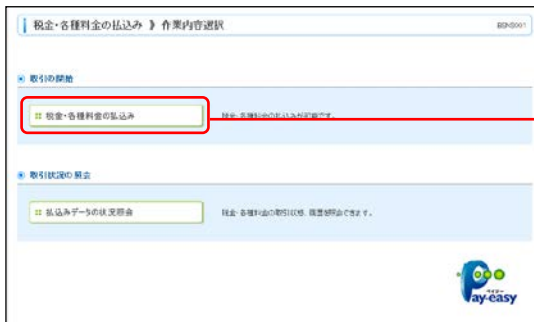 税金・各種料金の払込み 》 作業内容選択
BSNS001
取引の開始
税金・各種料金の払込み
税金・各種料金の払込みが可能です。
取引状況の照会
払込みデータの状況照会
税金・各種料金の取引状態、履歴を照会できます。
ペイジー
Pay-easy